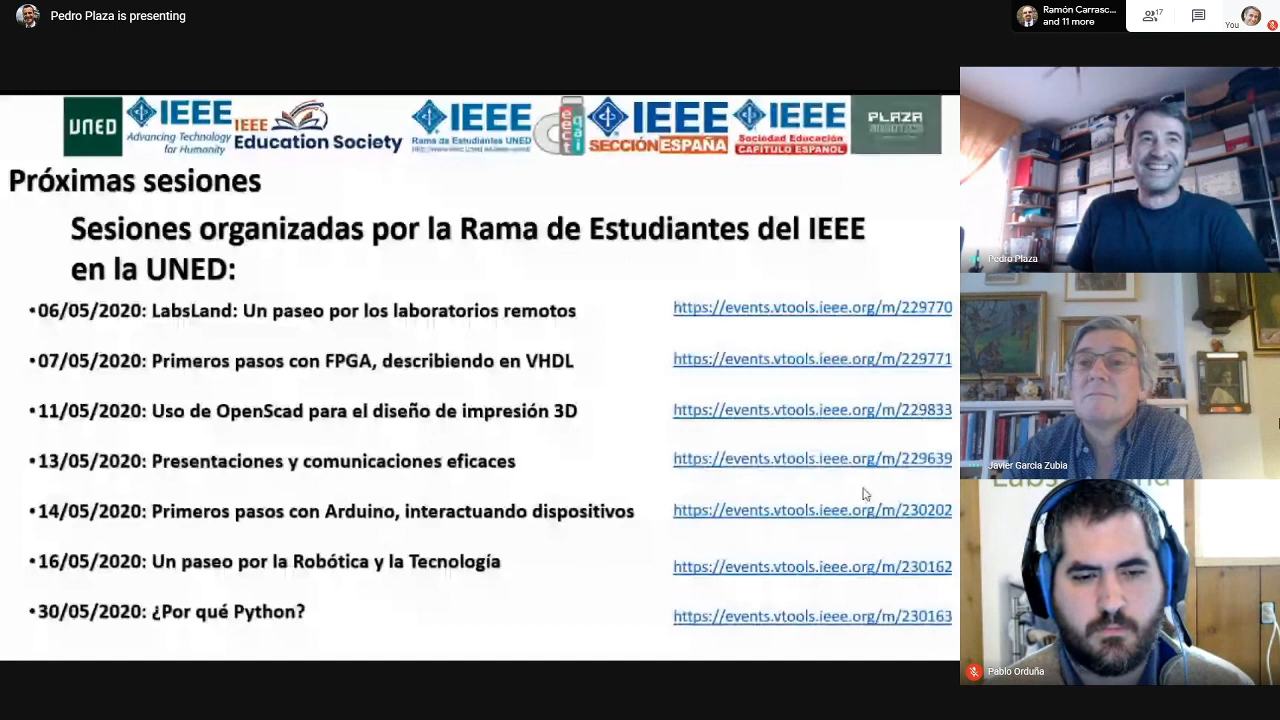 Pedro Plaza is presenting
Ramón Carrasc...
and 11 more
17
You
UNED
IEEE
Advancing Technology
for Humanity
IEEE
Education Society
IEEE
Rama de Estudiantes UNED
IEEE
SECCIÓN ESPAÑA
IEEE
Sociedad Educación
CAPÍTULO ESPAÑOL
PLAZA
Próximas sesiones
Sesiones organizadas por la Rama de Estudiantes del IEEE
en la UNED:
•06/05/2020: LabsLand: Un paseo por los laboratorios remotos https://events.vtools.ieee.org/m/229770
•07/05/2020: Primeros pasos con FPGA, describiendo en VHDL https://events.vtools.ieee.org/m/229771
•11/05/2020: Uso de OpenScad para el diseño de impresión 3D https://events.vtools.ieee.org/m/229833
•13/05/2020: Presentaciones y comunicaciones eficaces https://events.vtools.ieee.org/m/229639
•14/05/2020: Primeros pasos con Arduino, interactuando dispositivos https://events.vtools.ieee.org/m/230202
•16/05/2020: Un paseo por la Robótica y la Tecnología https://events.vtools.ieee.org/m/230162
•30/05/2020: ¿Por qué Python? https://events.vtools.ieee.org/m/230163
Pedro Plaza
Javier Garcia Zubia
Pablo Orduña